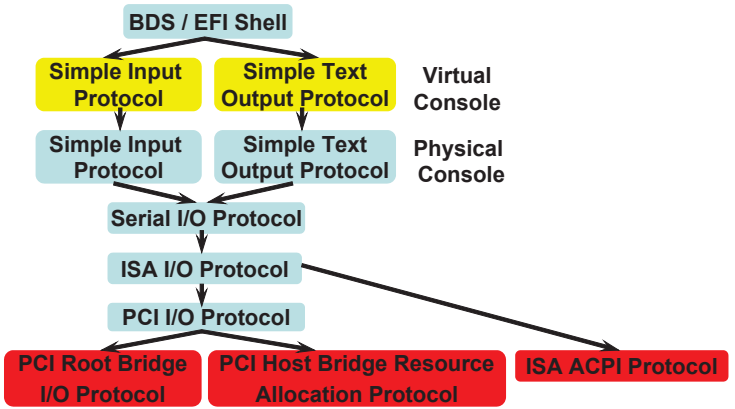 BDS / EFI Shell
Simple Input
Protocol
Simple Text
Output Protocol
Virtual
Console
Simple Input
Protocol
Simple Text
Output Protocol
Physical
Console
Serial I/O Protocol
ISA I/O Protocol
PCI I/O Protocol
PCI Root Bridge
I/O Protocol
PCI Host Bridge Resource
Allocation Protocol
ISA ACPI Protocol